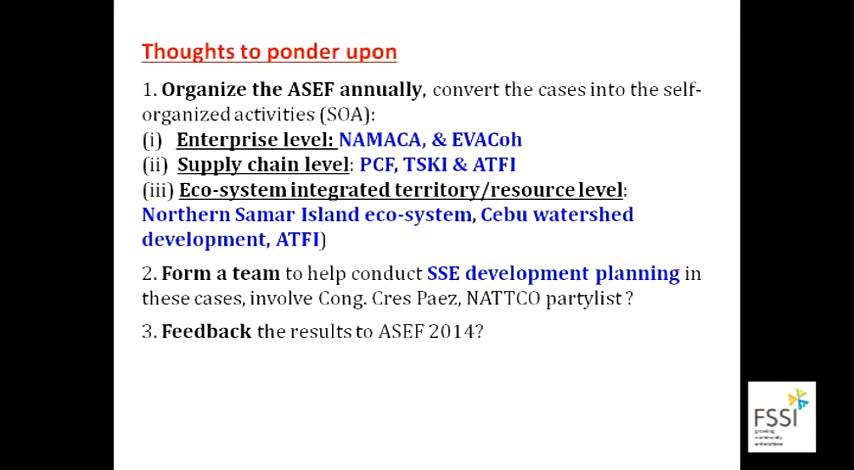 Thoughts to ponder upon
1. Organize the ASEF annually, convert the cases into the self-
organized activities (SOA):
(i) Enterprise level: NAMACA, & EVACoh
(ii) Supply chain level: PCF, TSKI & ATFI
(iii) Eco-system integrated territory/resource level:
Northern Samar Island eco-system, Cebu watershed
development, ATFI)
2. Form a team to help conduct SSE development planning in
these cases, involve Cong. Cres Paez, NATTCO partylist?
3. Feedback the results to ASEF 2014?
FSSI
growing
community
enterprises